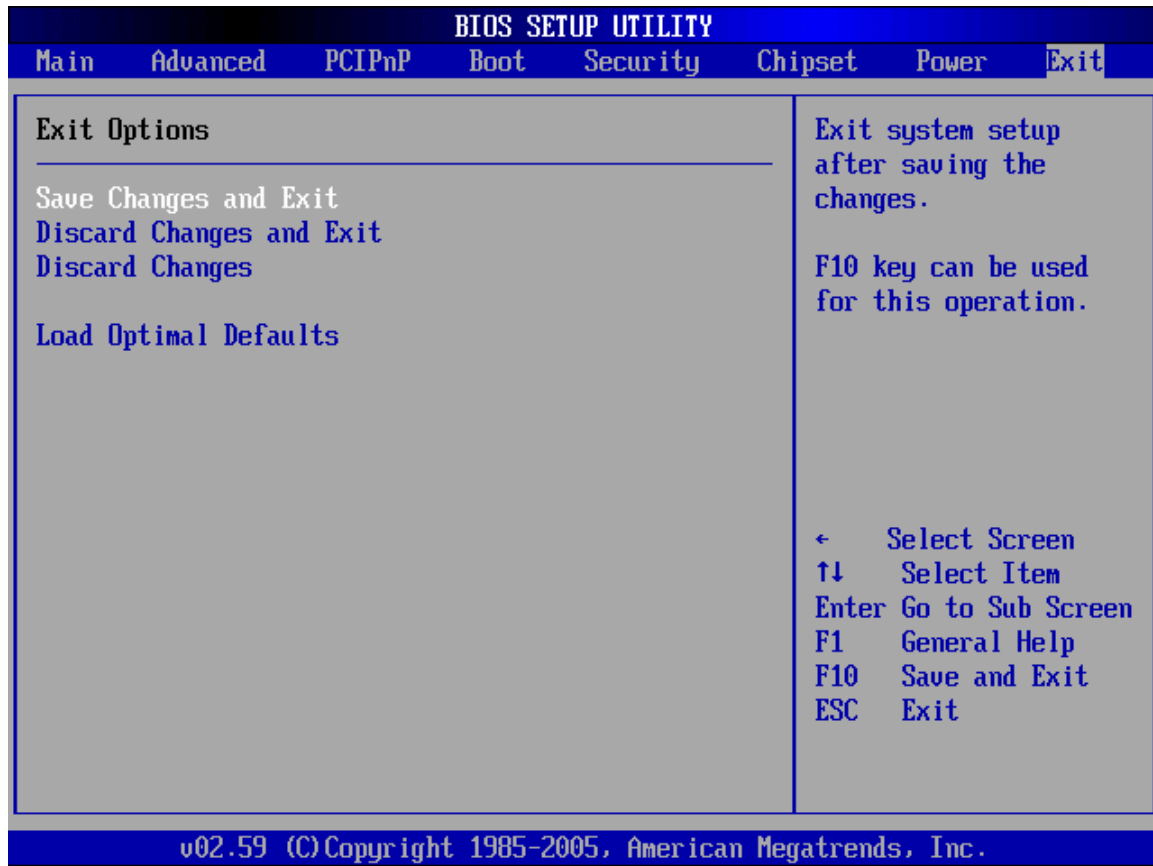 BIOS SETUP UTILITY
Main Advanced PCIPnP Boot Security Chipset Power Exit
Exit Options
Save Changes and Exit
Discard Changes and Exit
Discard Changes
Load Optimal Defaults
Exit system setup
after saving the
changes.
F10 key can be used
for this operation.
← Select Screen
↑↓ Select Item
Enter Go to Sub Screen
F1 General Help
F10 Save and Exit
ESC Exit
v02.59 (C)Copyright 1985-2005, American Megatrends, Inc.